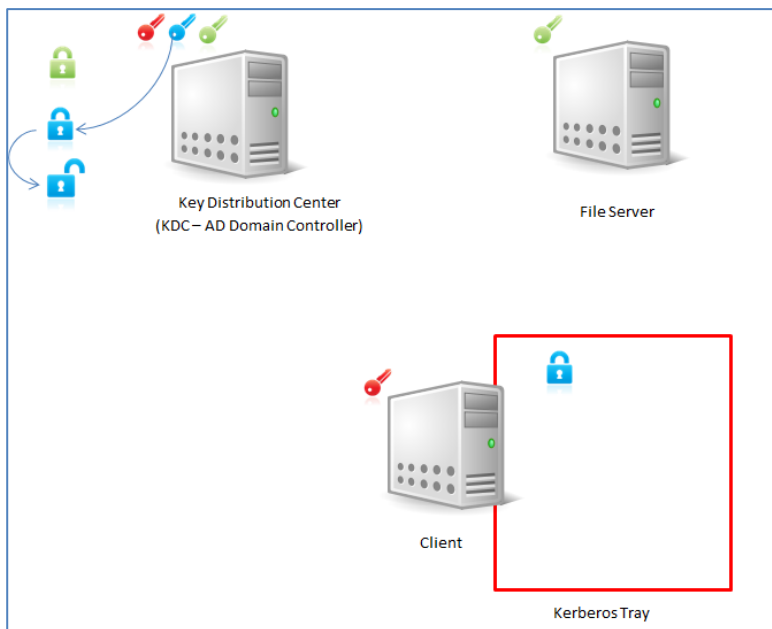 Key Distribution Center
(KDC – AD Domain Controller)
File Server
Client
Kerberos Tray